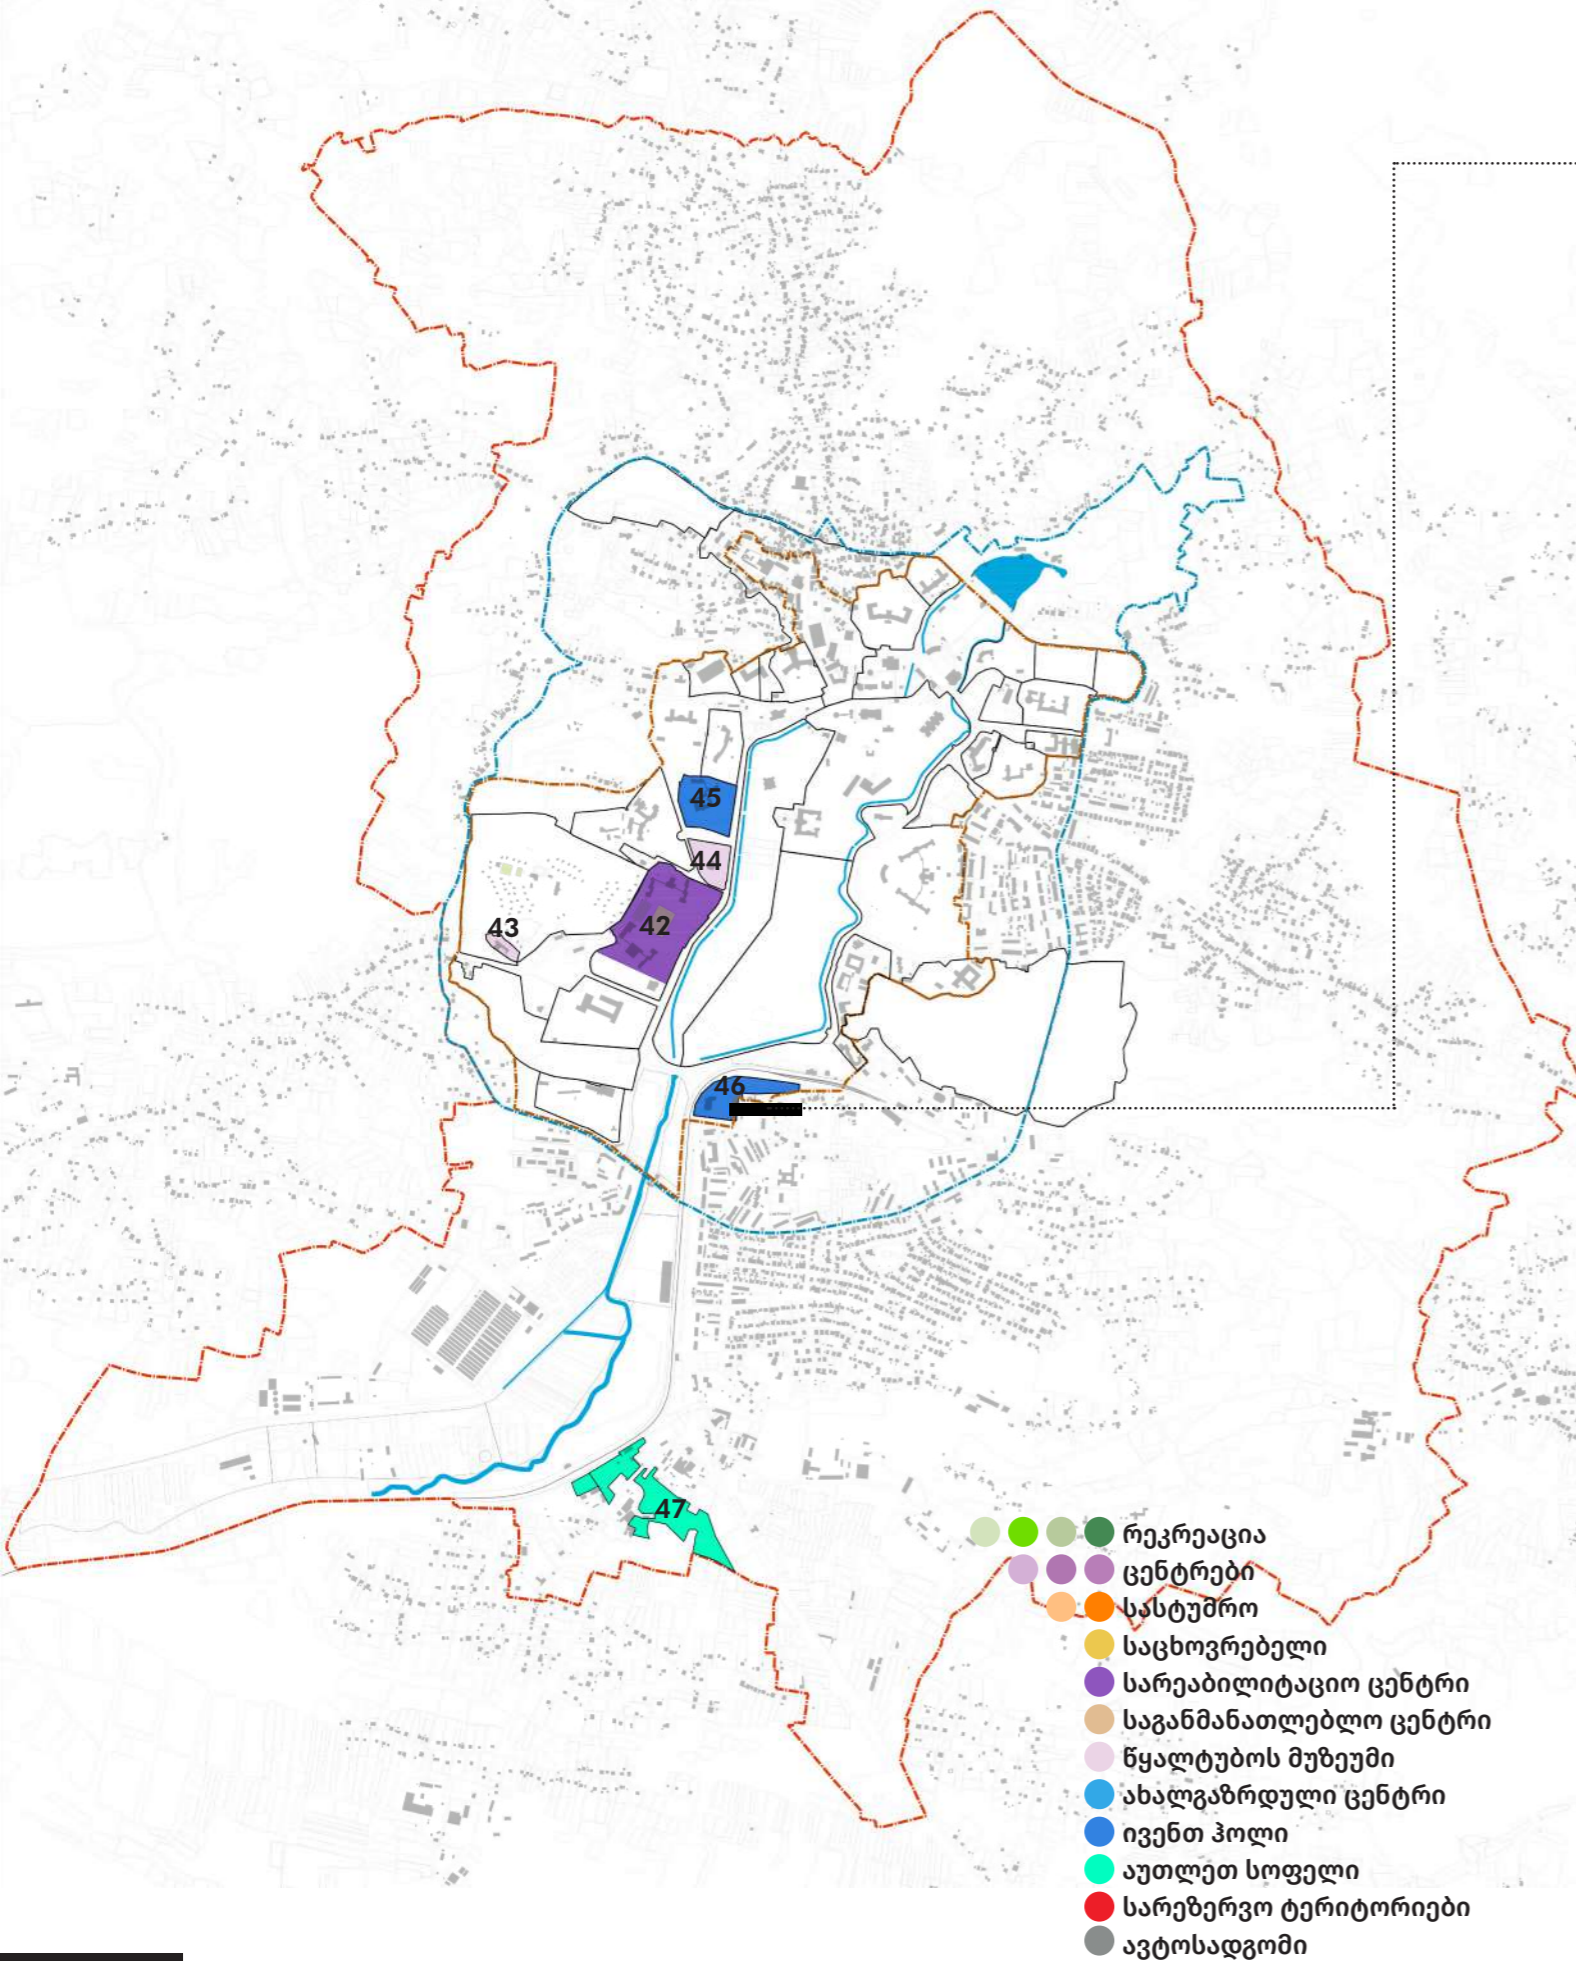 45
44
42
43
46
47
რეკრეაცია
ცენტრები
სასტუმრო
საცხოვრებელი
სარეაბილიტაციო ცენტრი
საგანმანათლებლო ცენტრი
წყალტუბოს მუზეუმი
ახალგაზრდული ცენტრი
ივენთ ჰოლი
აუთლეთ სოფელი
სარეზერვო ტერიტორიები
ავტოსადგომი